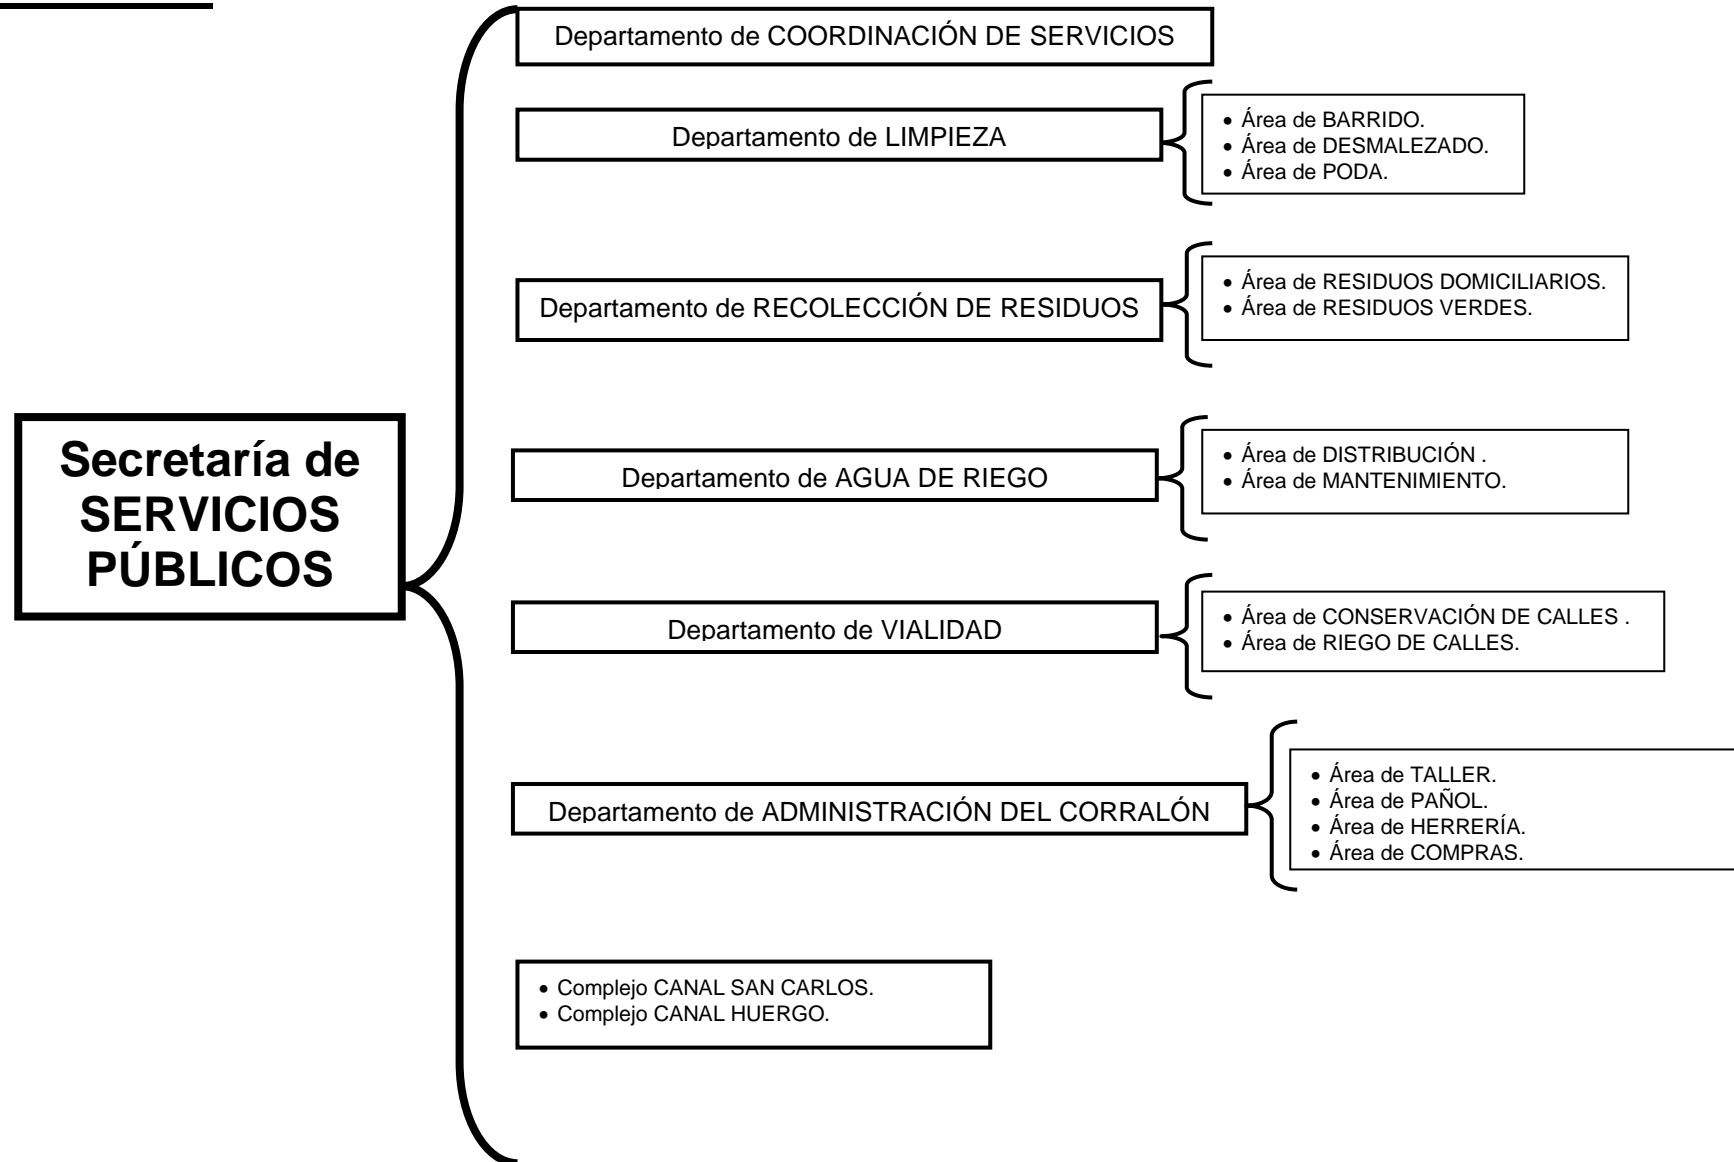 Departamento de COORDINACIÓN DE SERVICIOS
Departamento de LIMPIEZA
• Área de BARRIDO.
• Área de DESMALEZADO.
• Área de PODA.
Departamento de RECOLECCIÓN DE RESIDUOS
• Área de RESIDUOS DOMICILIARIOS.
• Área de RESIDUOS VERDES.
Secretaría de
SERVICIOS
PÚBLICOS
Departamento de AGUA DE RIEGO
• Área de DISTRIBUCIÓN .
• Área de MANTENIMIENTO.
Departamento de VIALIDAD
• Área de CONSERVACIÓN DE CALLES .
• Área de RIEGO DE CALLES.
Departamento de ADMINISTRACIÓN DEL CORRALÓN
• Área de TALLER.
• Área de PAÑOL.
• Área de HERRERÍA.
• Área de COMPRAS.
• Complejo CANAL SAN CARLOS.
• Complejo CANAL HUERGO.